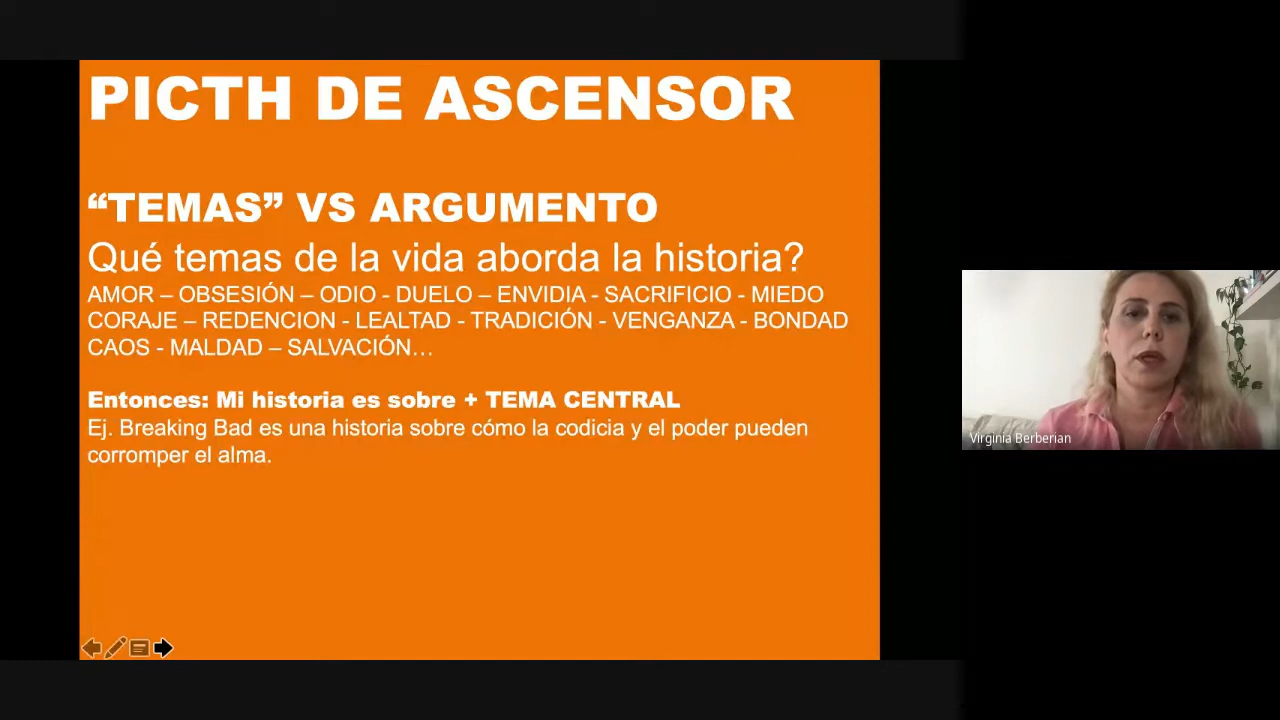 PICTH DE ASCENSOR
“TEMAS” VS ARGUMENTO
Qué temas de la vida aborda la historia?
AMOR – OBSESIÓN – ODIO - DUELO – ENVIDIA - SACRIFICIO - MIEDO
CORAJE – REDENCION - LEALTAD - TRADICIÓN - VENGANZA - BONDAD
CAOS - MALDAD – SALVACIÓN…
Entonces: Mi historia es sobre + TEMA CENTRAL
Ej. Breaking Bad es una historia sobre cómo la codicia y el poder pueden
corromper el alma.
Virginia Berberian